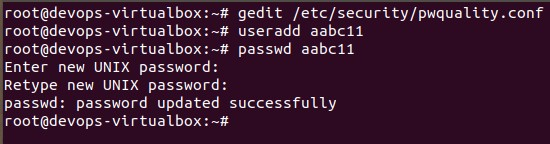 root@devops-virtualbox:~# gedit /etc/security/pwquality.conf
root@devops-virtualbox:~# useradd aabc11
root@devops-virtualbox:~# passwd aabc11
Enter new UNIX password:
Retype new UNIX password:
passwd: password updated successfully
root@devops-virtualbox:~#